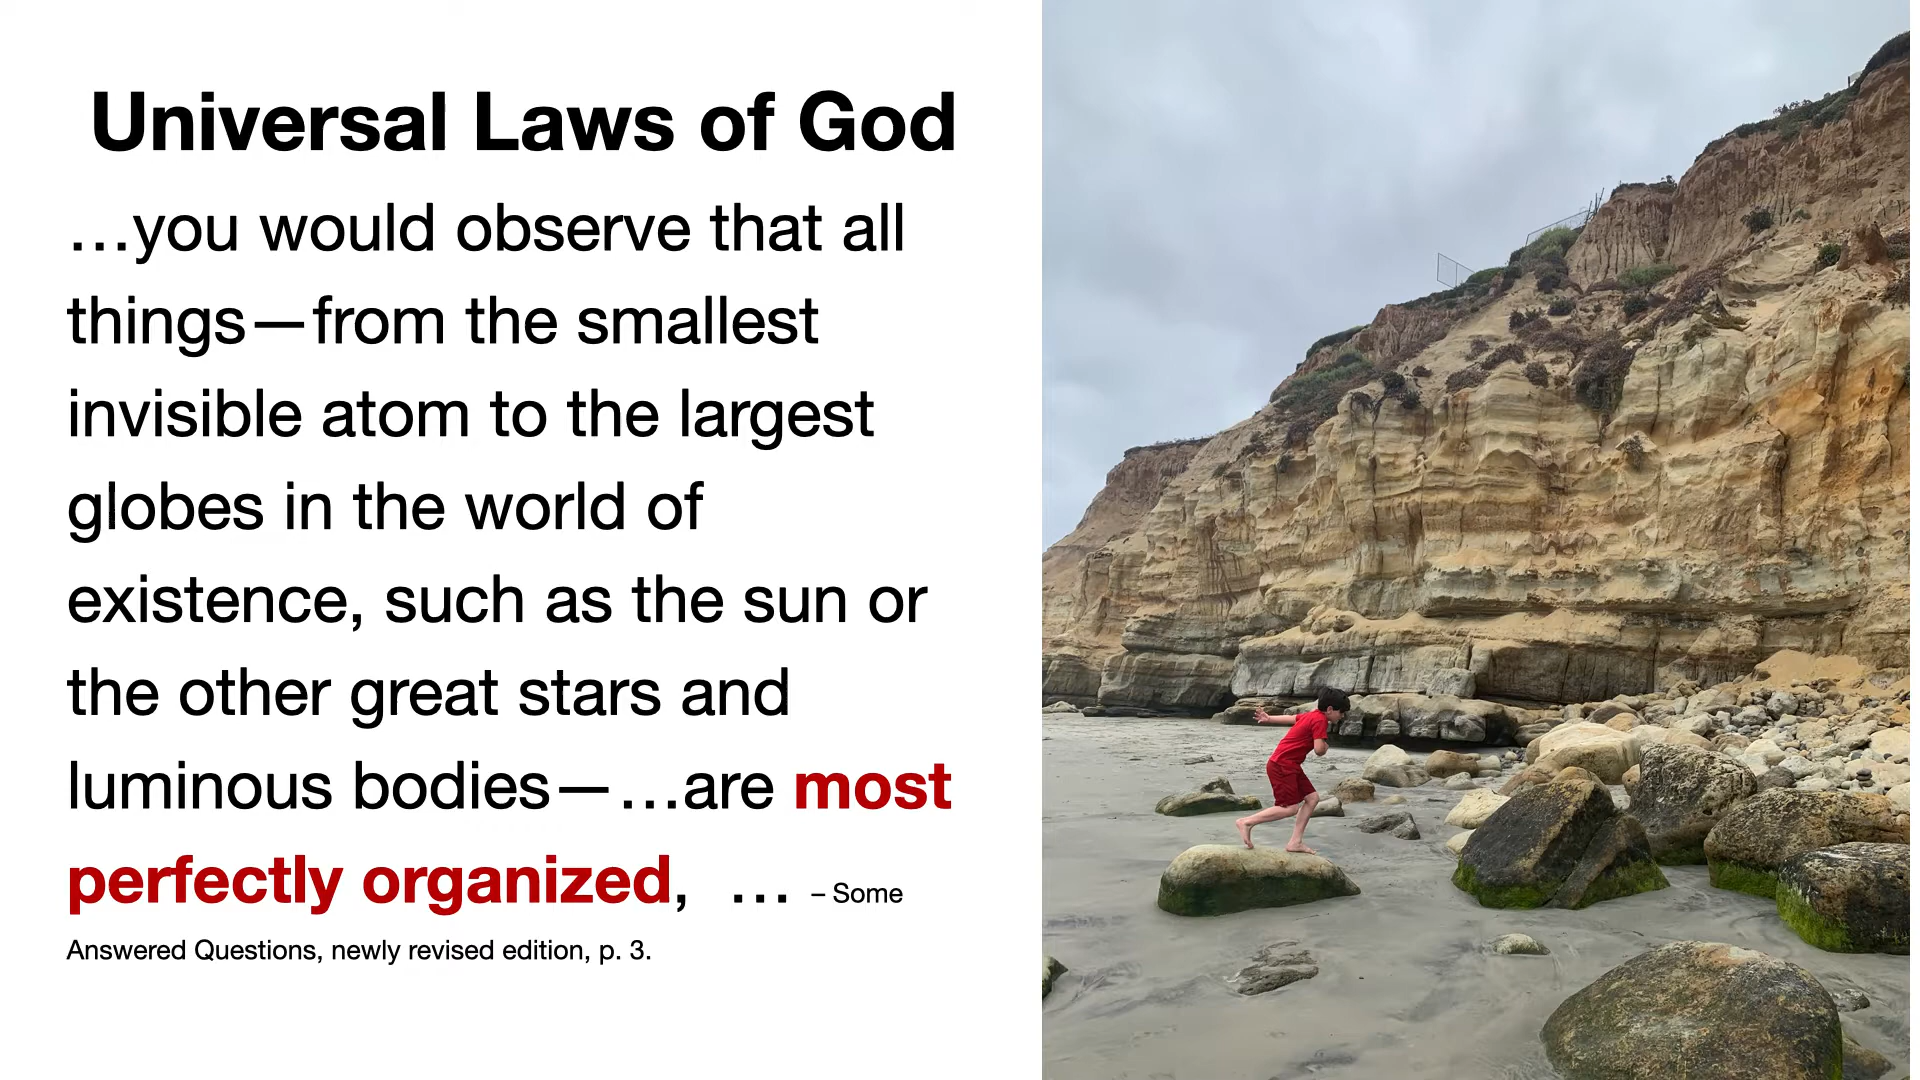 Universal Laws of God
…you would observe that all
things—from the smallest
invisible atom to the largest
globes in the world of
existence, such as the sun or
the other great stars and
luminous bodies—…are most
perfectly organized, … – Some
Answered Questions, newly revised edition, p. 3.